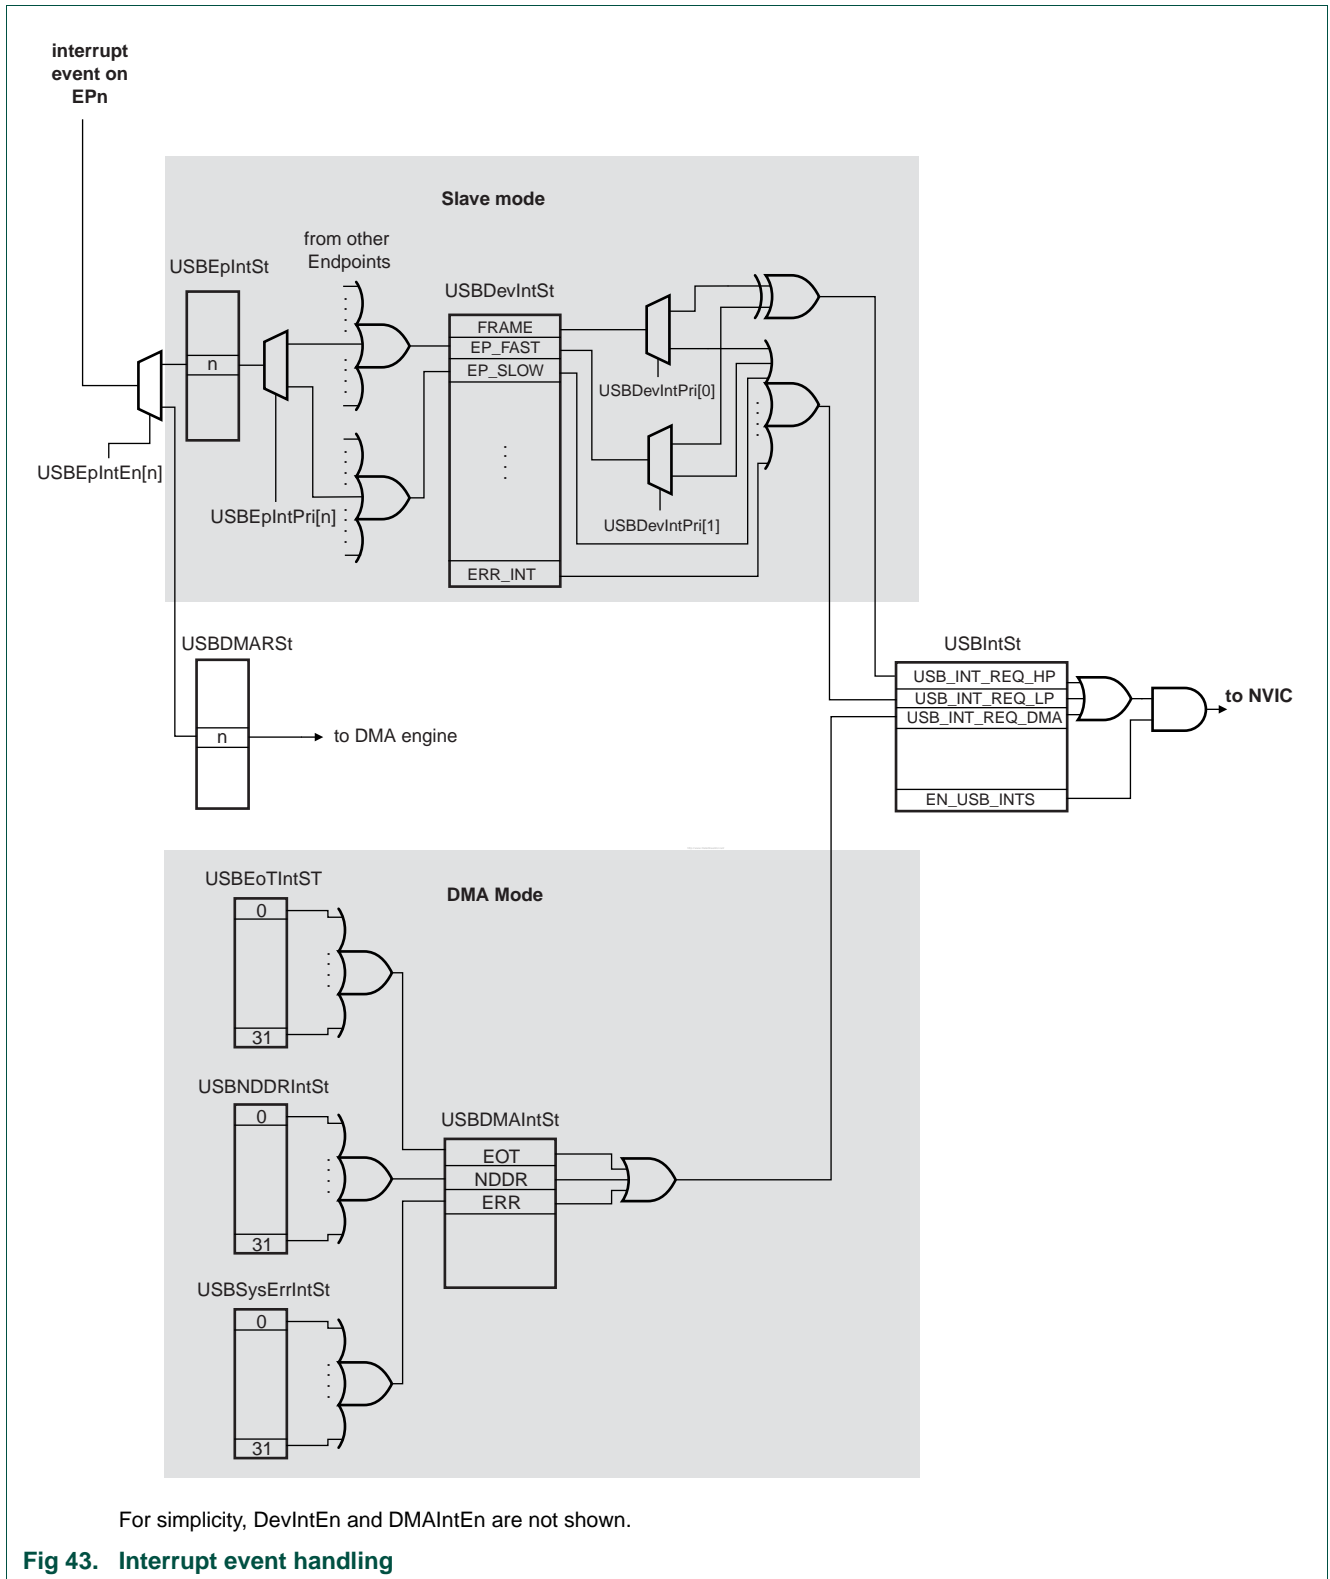 interrupt
event on
EPn
Slave mode
from other
Endpoints
USBEpIntSt
USBDevIntSt
FRAME
EP_FAST
n
EP_SLOW
USBDevIntPri[0]
USBEpIntEn[n]
USBEpIntPri[n]
USBDevIntPri[1]
ERR_INT
USBDMARSt
USBIntSt
USB_INT_REQ_HP
USB_INT_REQ_LP
to NVIC
USB_INT_REQ_DMA
n
to DMA engine
EN_USB_INTS
USBEoTIntST
DMA Mode
0
31
USBNDDRIntSt
0
USBDMAIntSt
EOT
NDDR
ERR
31
USBSysErrIntSt
0
31
For simplicity, DevIntEn and DMAIntEn are not shown.
Fig 43. Interrupt event handling